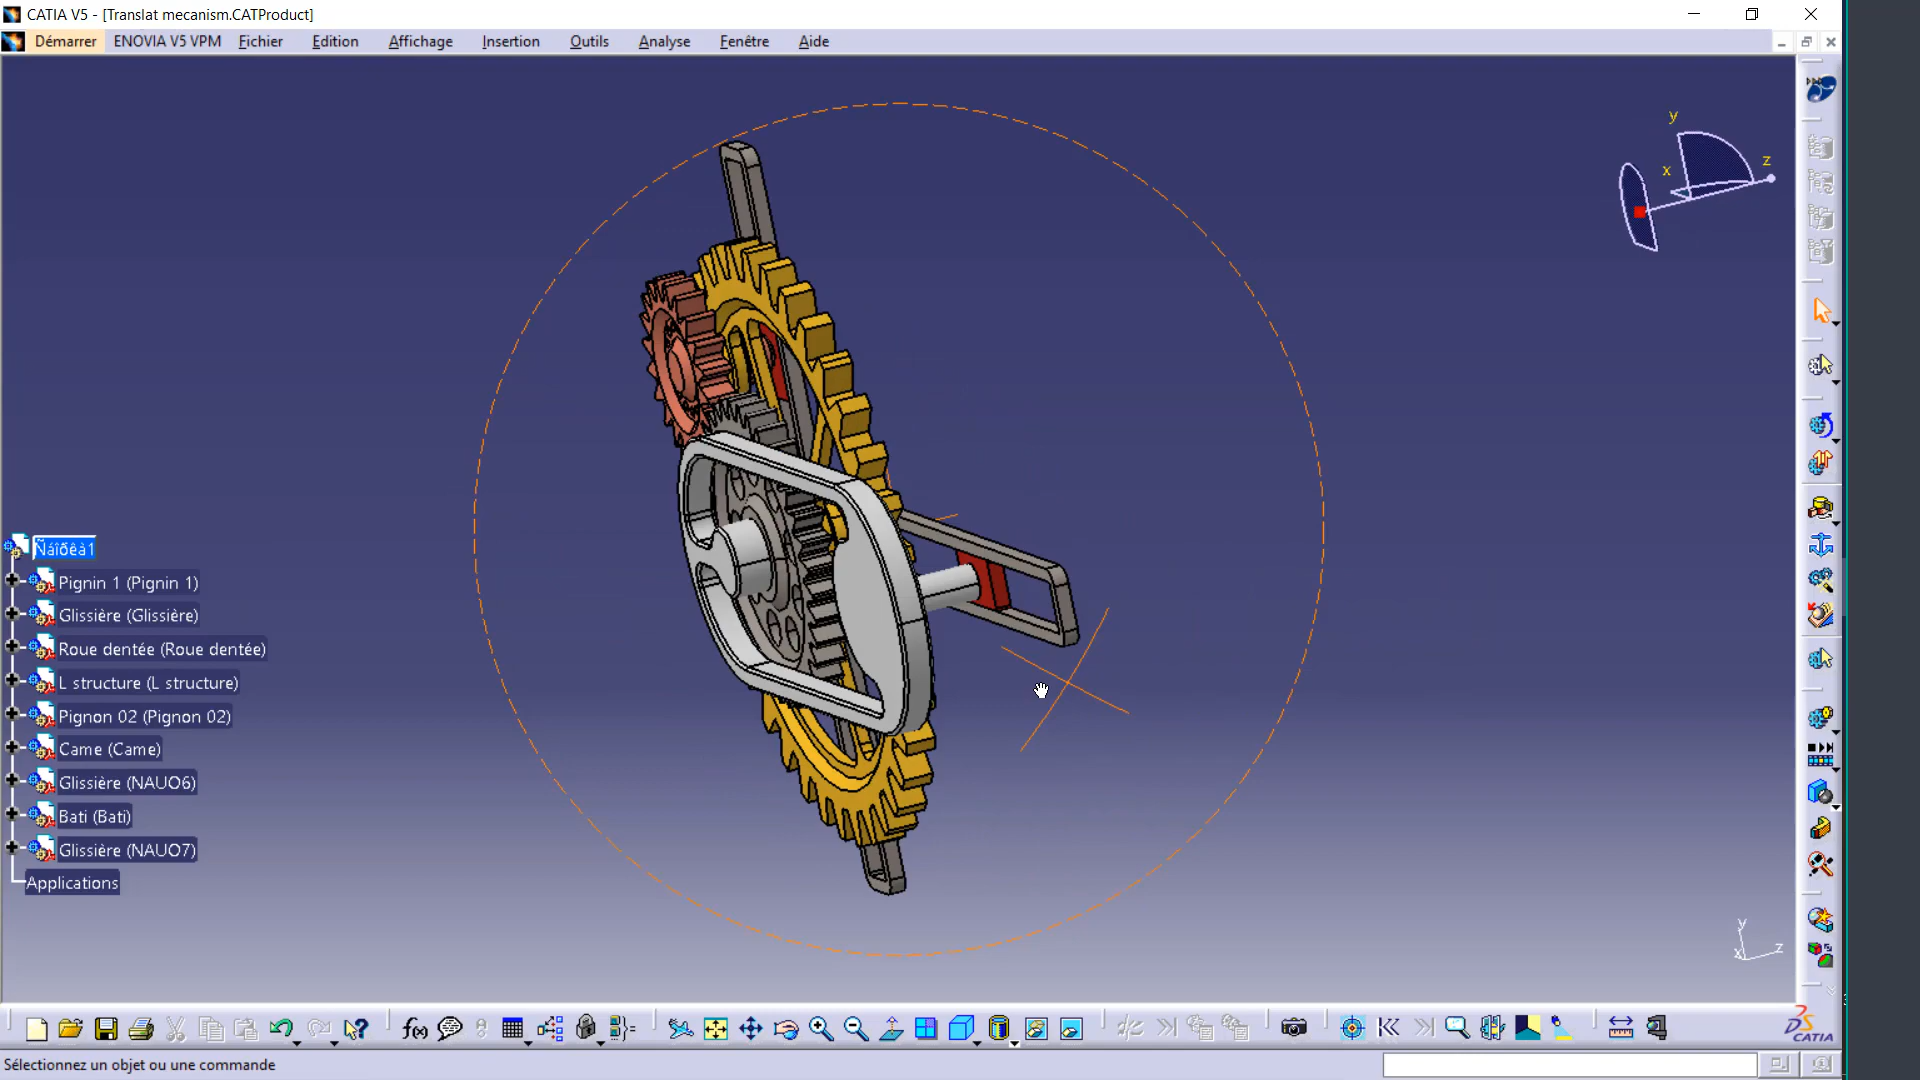 CATIA V5 - [Translat mecanism.CATProduct]
Démarrer ENOVIA V5 VPM Fichier Edition Affichage Insertion Outils Analyse Fenêtre Aide
y
x
z
Ñáîðêà1
Pignin 1 (Pignin 1)
Glissière (Glissière)
Roue dentée (Roue dentée)
L structure (L structure)
Pignon 02 (Pignon 02)
Came (Came)
Glissière (NAUO6)
Bati (Bati)
Glissière (NAUO7)
Applications
y
z
x
f(x)
CATIA
Sélectionnez un objet ou une commande